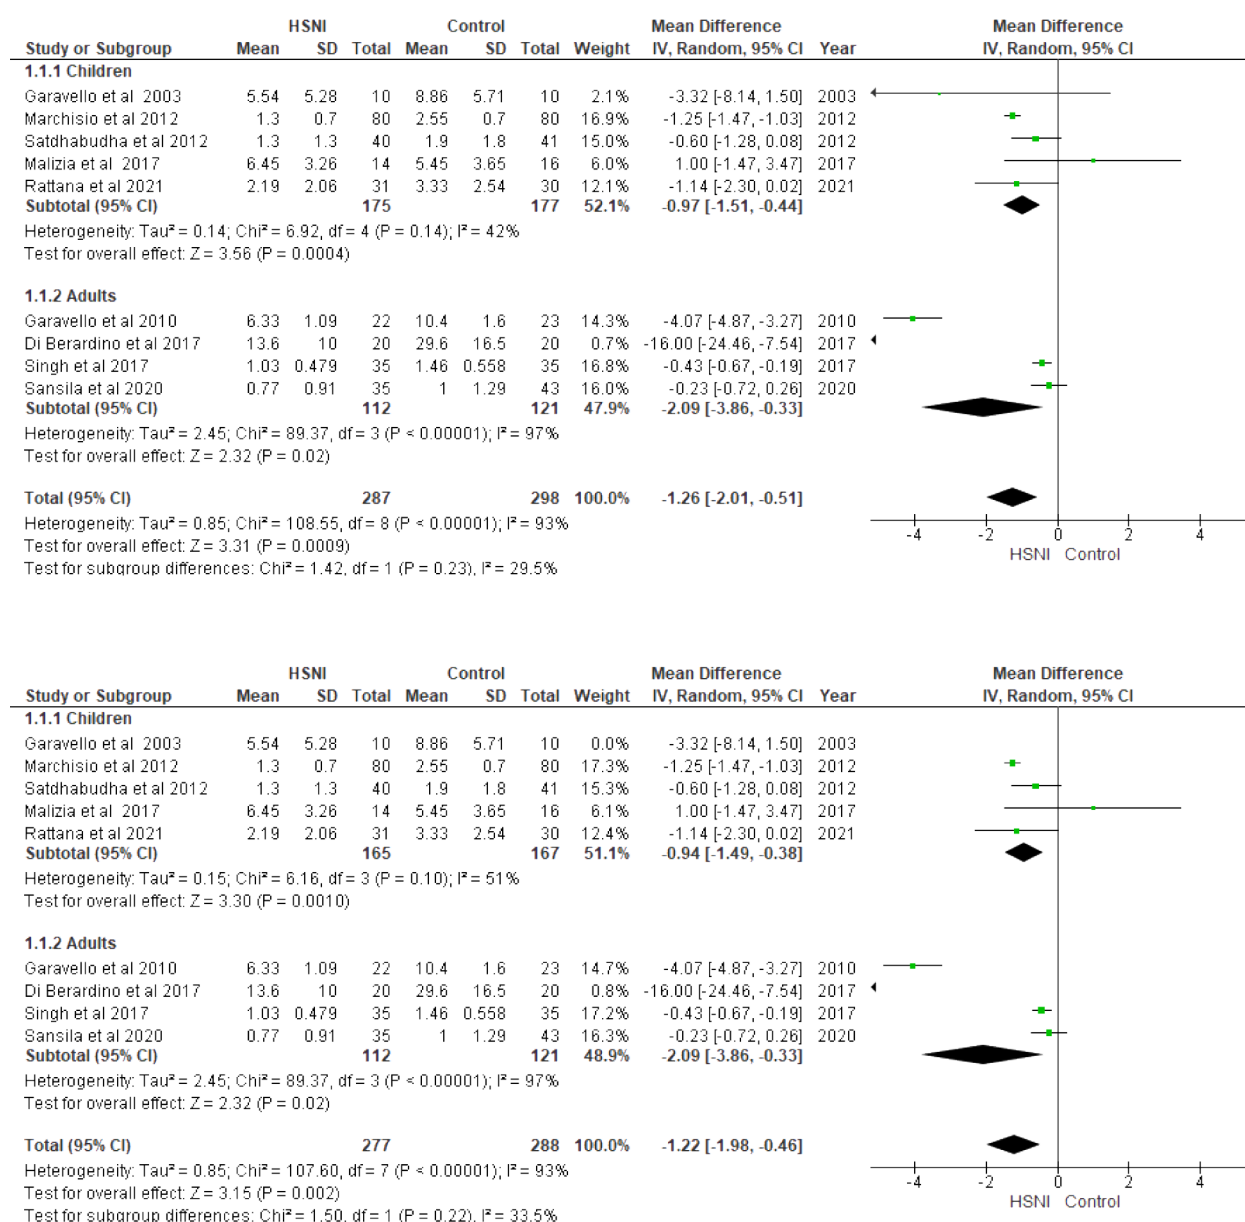 HSNI Control Mean Difference Mean Difference
Study or Subgroup Mean SD Total Mean SD Total Weight IV, Random, 95% CI Year IV, Random, 95% CI
1.1.1 Children
Garavello et al 2003 5.54 5.28 10 8.86 5.71 10 2.1% -3.32 [-8.14, 1.50] 2003
Marchisio et al 2012 1.3 0.7 80 2.55 0.7 80 16.9% -1.25 [-1.47, -1.03] 2012
Satdhabudha et al 2012 1.3 1.3 40 1.9 1.8 41 15.0% -0.60 [-1.28, 0.08] 2012
Malizia et al 2017 6.45 3.26 14 5.45 3.65 16 6.0% 1.00 [-1.47, 3.47] 2017
Rattana et al 2021 2.19 2.06 31 3.33 2.54 30 12.1% -1.14 [-2.30, 0.02] 2021
Subtotal (95% CI) 175 177 52.1% -0.97 [-1.51, -0.44]
Heterogeneity: Tau² = 0.14; Chi² = 6.92, df = 4 (P = 0.14); I² = 42%
Test for overall effect: Z = 3.56 (P = 0.0004)
1.1.2 Adults
Garavello et al 2010 6.33 1.09 22 10.4 1.6 23 14.3% -4.07 [-4.87, -3.27] 2010
Di Berardino et al 2017 13.6 10 20 29.6 16.5 20 0.7% -16.00 [-24.46, -7.54] 2017
Singh et al 2017 1.03 0.479 35 1.46 0.558 35 16.8% -0.43 [-0.67, -0.19] 2017
Sansila et al 2020 0.77 0.91 35 1 1.29 43 16.0% -0.23 [-0.72, 0.26] 2020
Subtotal (95% CI) 112 121 47.9% -2.09 [-3.86, -0.33]
Heterogeneity: Tau² = 2.45; Chi² = 89.37, df = 3 (P < 0.00001); I² = 97%
Test for overall effect: Z = 2.32 (P = 0.02)
Total (95% CI) 287 298 100.0% -1.26 [-2.01, -0.51]
Heterogeneity: Tau² = 0.85; Chi² = 108.55, df = 8 (P < 0.00001); I² = 93%
Test for overall effect: Z = 3.31 (P = 0.0009)
Test for subgroup differences: Chi² = 1.42, df = 1 (P = 0.23), I² = 29.5%
-4 -2 0 2 4
HSNI Control
HSNI Control Mean Difference Mean Difference
Study or Subgroup Mean SD Total Mean SD Total Weight IV, Random, 95% CI Year IV, Random, 95% CI
1.1.1 Children
Garavello et al 2003 5.54 5.28 10 8.86 5.71 10 0.0% -3.32 [-8.14, 1.50] 2003
Marchisio et al 2012 1.3 0.7 80 2.55 0.7 80 17.3% -1.25 [-1.47, -1.03] 2012
Satdhabudha et al 2012 1.3 1.3 40 1.9 1.8 41 15.3% -0.60 [-1.28, 0.08] 2012
Malizia et al 2017 6.45 3.26 14 5.45 3.65 16 6.1% 1.00 [-1.47, 3.47] 2017
Rattana et al 2021 2.19 2.06 31 3.33 2.54 30 12.4% -1.14 [-2.30, 0.02] 2021
Subtotal (95% CI) 165 167 51.1% -0.94 [-1.49, -0.38]
Heterogeneity: Tau² = 0.15; Chi² = 6.16, df = 3 (P = 0.10); I² = 51%
Test for overall effect: Z = 3.30 (P = 0.0010)
1.1.2 Adults
Garavello et al 2010 6.33 1.09 22 10.4 1.6 23 14.7% -4.07 [-4.87, -3.27] 2010
Di Berardino et al 2017 13.6 10 20 29.6 16.5 20 0.8% -16.00 [-24.46, -7.54] 2017
Singh et al 2017 1.03 0.479 35 1.46 0.558 35 17.2% -0.43 [-0.67, -0.19] 2017
Sansila et al 2020 0.77 0.91 35 1 1.29 43 16.3% -0.23 [-0.72, 0.26] 2020
Subtotal (95% CI) 112 121 48.9% -2.09 [-3.86, -0.33]
Heterogeneity: Tau² = 2.45; Chi² = 89.37, df = 3 (P < 0.00001); I² = 97%
Test for overall effect: Z = 2.32 (P = 0.02)
Total (95% CI) 277 288 100.0% -1.22 [-1.98, -0.46]
Heterogeneity: Tau² = 0.85; Chi² = 107.60, df = 7 (P < 0.00001); I² = 93%
Test for overall effect: Z = 3.15 (P = 0.002)
Test for subgroup differences: Chi² = 1.50, df = 1 (P = 0.22), I² = 33.5%
-4 -2 0 2 4
HSNI Control